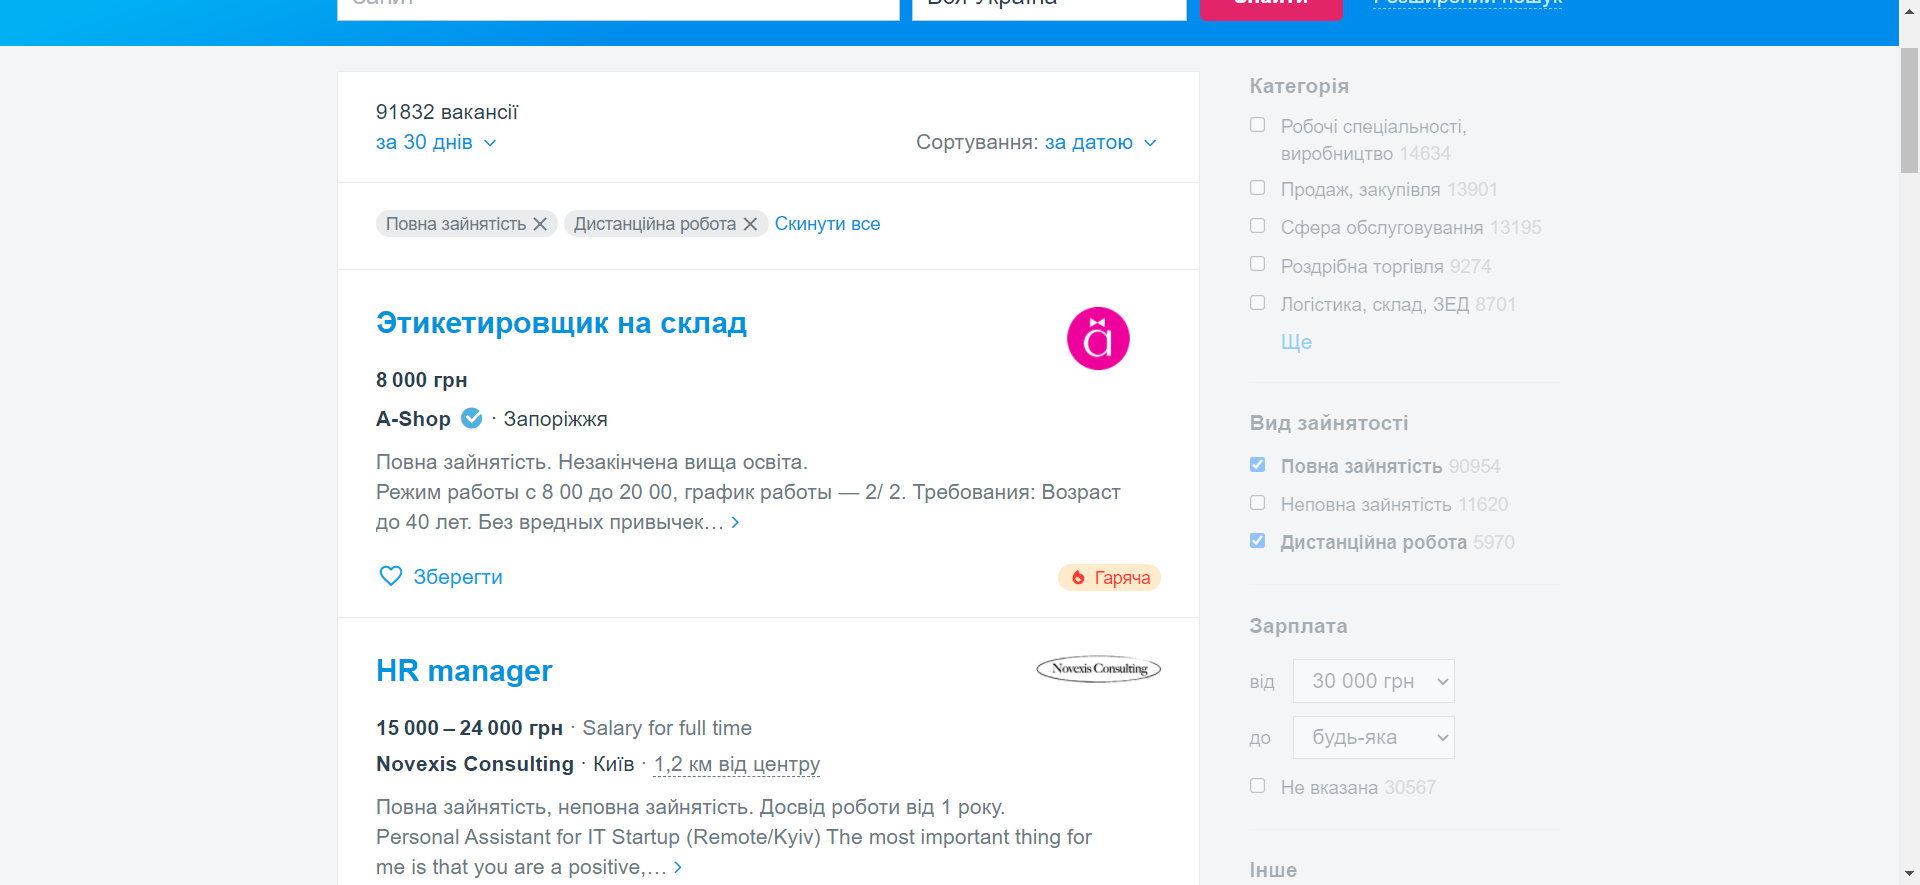 Запит
Вся Україна
Знайти
Розширений пошук
91832 вакансії
за 30 днів
Сортування: за датою
Повна зайнятість
Дистанційна робота
Скинути все
Этикетировщик на склад
8 000 грн
A-Shop · Запоріжжя
Повна зайнятість. Незакінчена вища освіта.
Режим работы с 8 00 до 20 00, график работы — 2/ 2. Требования: Возраст
до 40 лет. Без вредных привычек…
Зберегти
Гаряча
HR manager
Novexis Consulting
15 000 – 24 000 грн · Salary for full time
Novexis Consulting · Київ · 1,2 км від центру
Повна зайнятість, неповна зайнятість. Досвід роботи від 1 року.
Personal Assistant for IT Startup (Remote/Kyiv) The most important thing for
me is that you are a positive,…
Категорія
Робочі спеціальності,
виробництво 14634
Продаж, закупівля 13901
Сфера обслуговування 13195
Роздрібна торгівля 9274
Логістика, склад, ЗЕД 8701
Ще
Вид зайнятості
Повна зайнятість 90954
Неповна зайнятість 11620
Дистанційна робота 5970
Зарплата
від 30 000 грн
до будь-яка
Не вказана 30567
Інше